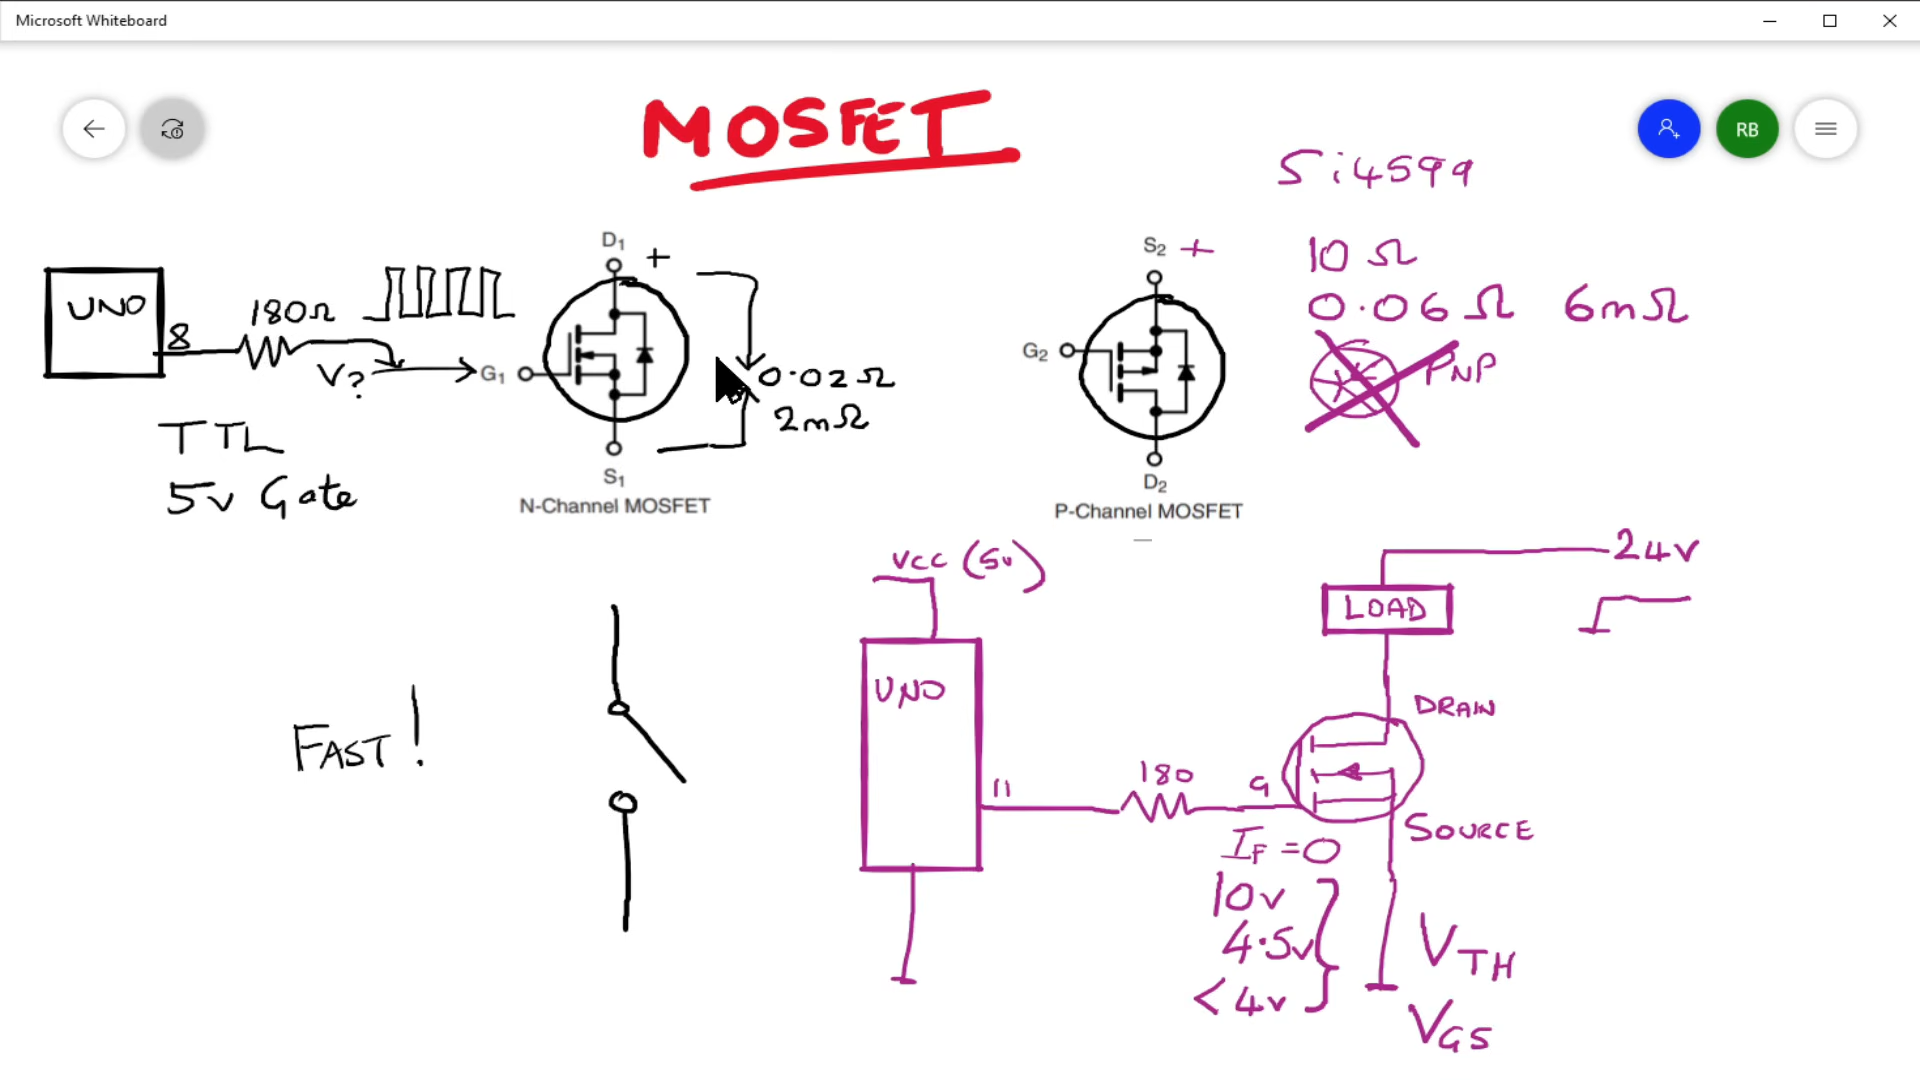 Microsoft Whiteboard
MOSFET
RB
Si4599
UNO
8
180Ω
V?
TTL
5v Gate
D1
+
G1
S1
N-Channel MOSFET
0.02Ω
2mΩ
S2 +
G2
D2
P-Channel MOSFET
10 Ω
0.06 Ω 6mΩ
PNP
FAST!
VCC (5v)
UNO
11
180
G
IF = 0
10v
4.5v
< 4v
24V
LOAD
DRAIN
SOURCE
VTH
VGS